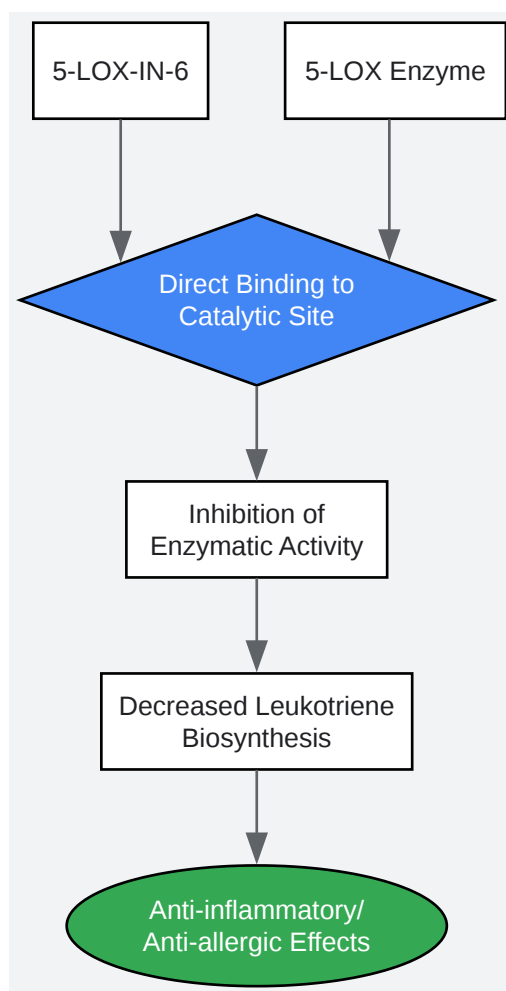 5-LOX-IN-6
5-LOX Enzyme
Direct Binding to
Catalytic Site
Inhibition of
Enzymatic Activity
Decreased Leukotriene
Biosynthesis
Anti-inflammatory/
Anti-allergic Effects